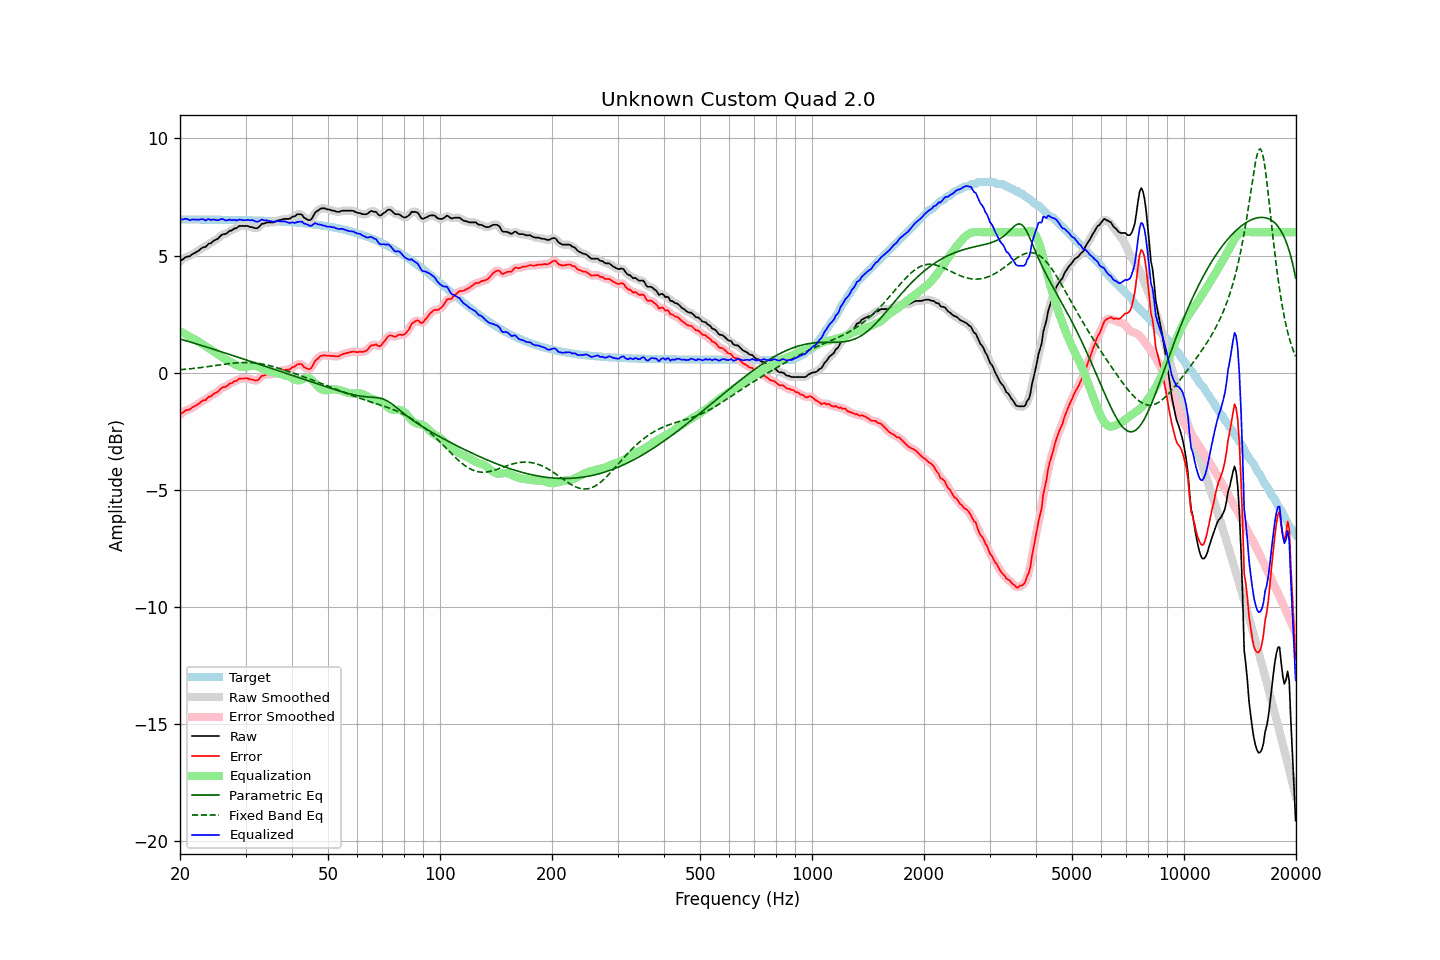 Unknown Custom Quad 2.0
10
5
0
−5
−10
−15
−20
Amplitude (dBr)
Target
Raw Smoothed
Error Smoothed
Raw
Error
Equalization
Parametric Eq
Fixed Band Eq
Equalized
20 50 100 200 500 1000 2000 5000 10000 20000
Frequency (Hz)